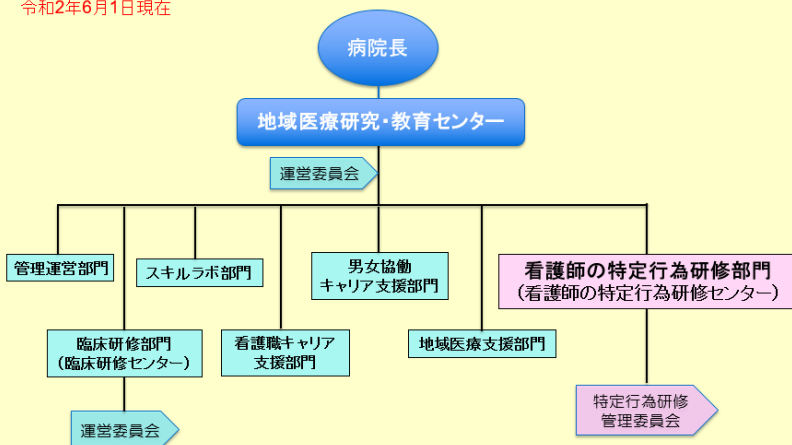 令和2年6月1日現在
病院長
地域医療研究・教育センター
運営委員会
管理運営部門
スキルラボ部門
男女協働
キャリア支援部門
看護師の特定行為研修部門
（看護師の特定行為研修センター）
臨床研修部門
（臨床研修センター）
看護職キャリア
支援部門
地域医療支援部門
特定行為研修
管理委員会
運営委員会